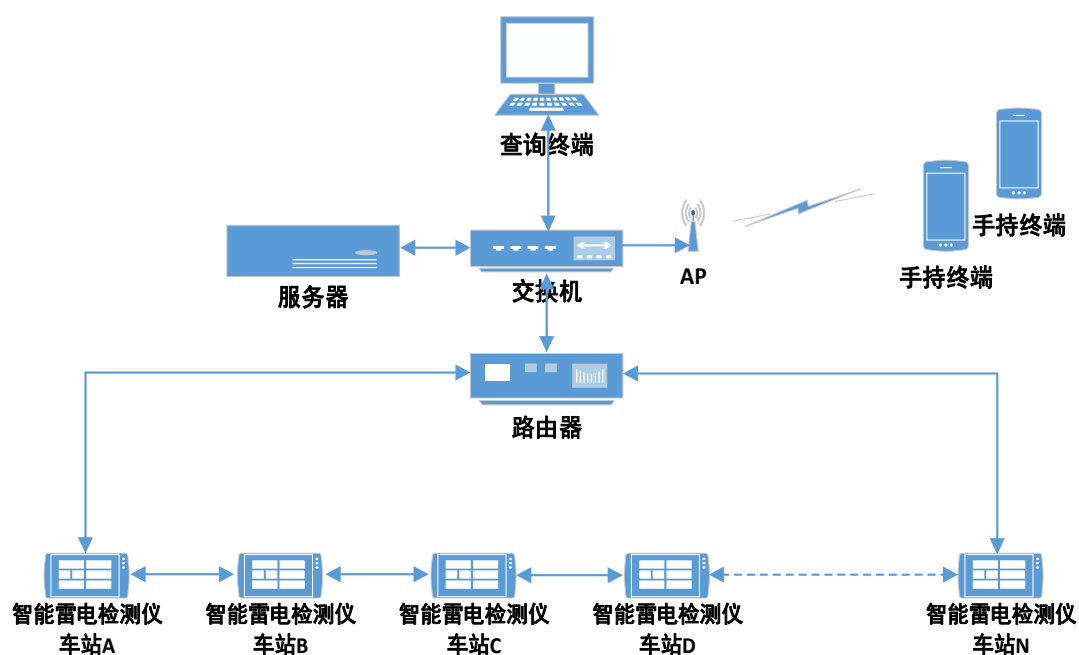 查询终端
手持终端
手持终端
服务器
交换机
AP
路由器
智能雷电检测仪
车站A
智能雷电检测仪
车站B
智能雷电检测仪
车站C
智能雷电检测仪
车站D
智能雷电检测仪
车站N